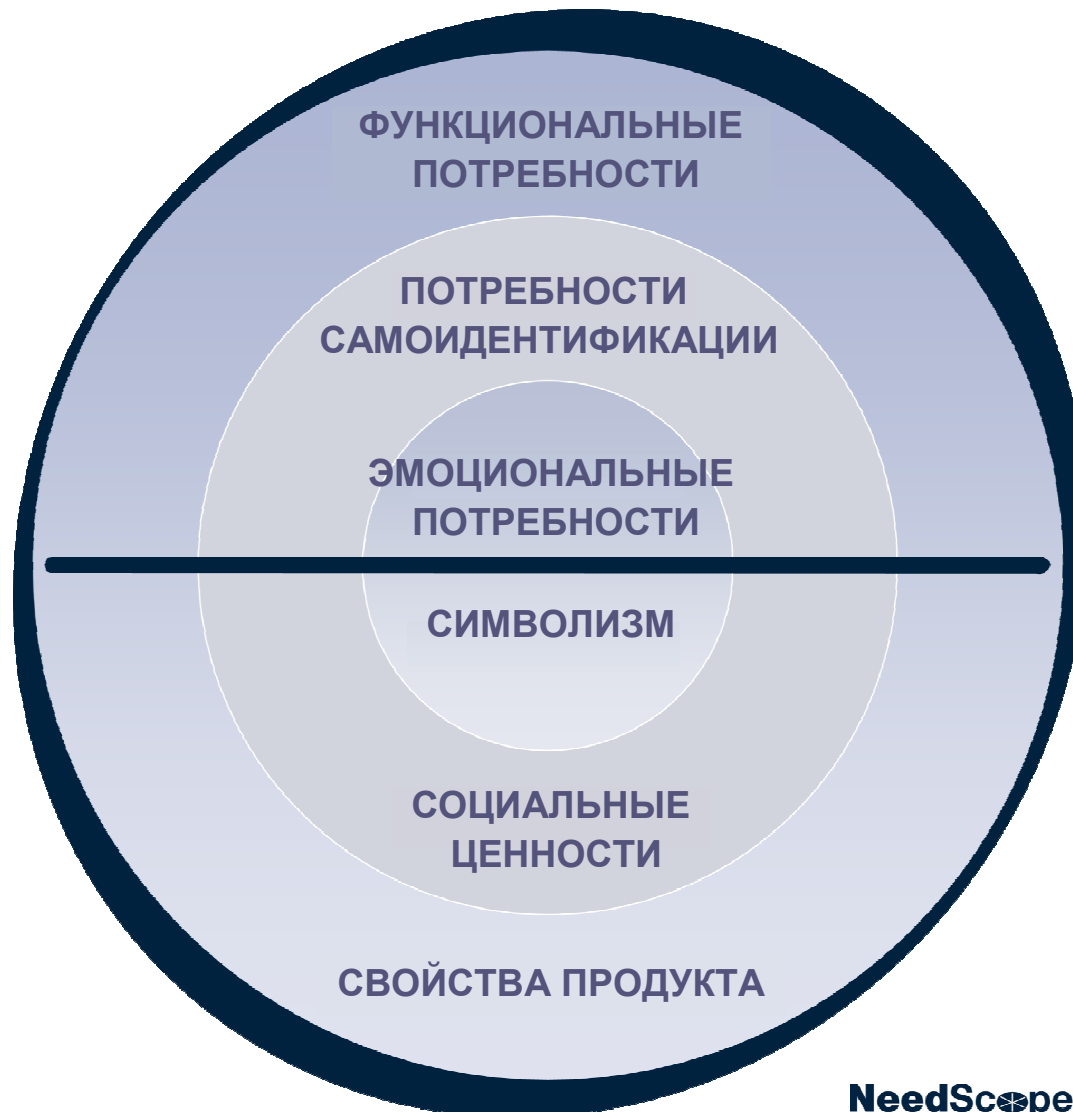 ФУНКЦИОНАЛЬНЫЕ
ПОТРЕБНОСТИ
ПОТРЕБНОСТИ
САМОИДЕНТИФИКАЦИИ
ЭМОЦИОНАЛЬНЫЕ
ПОТРЕБНОСТИ
СИМВОЛИЗМ
СОЦИАЛЬНЫЕ
ЦЕННОСТИ
СВОЙСТВА ПРОДУКТА
NeedScope